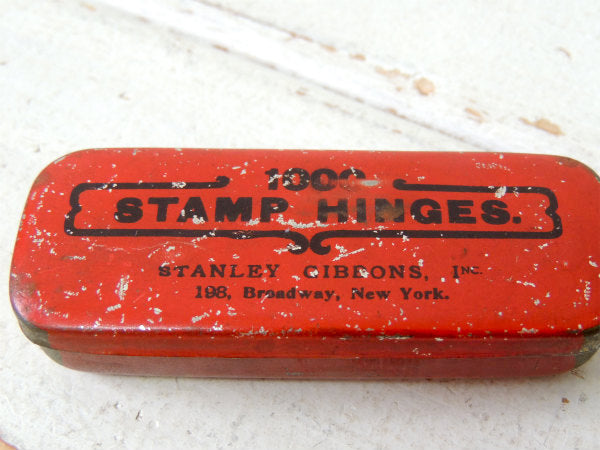 1000
STAMP HINGES.
STANLEY GIBBONS, INC.
198, Broadway, New York.